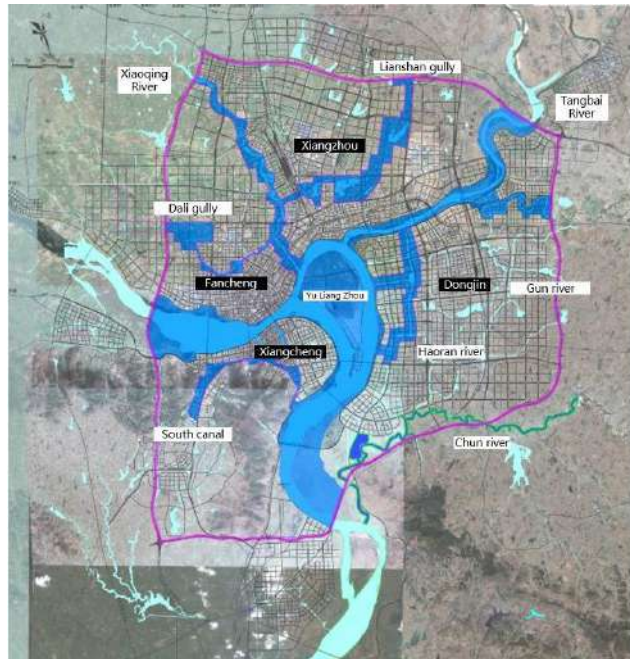 Lianshan gully
Xiaoqing
River
Tangbai
River
Xiangzhou
Dali gully
Fancheng
Yu Liang Zhou
Dongjin
Gun river
Xiangcheng
Haoran river
South canal
Chun river